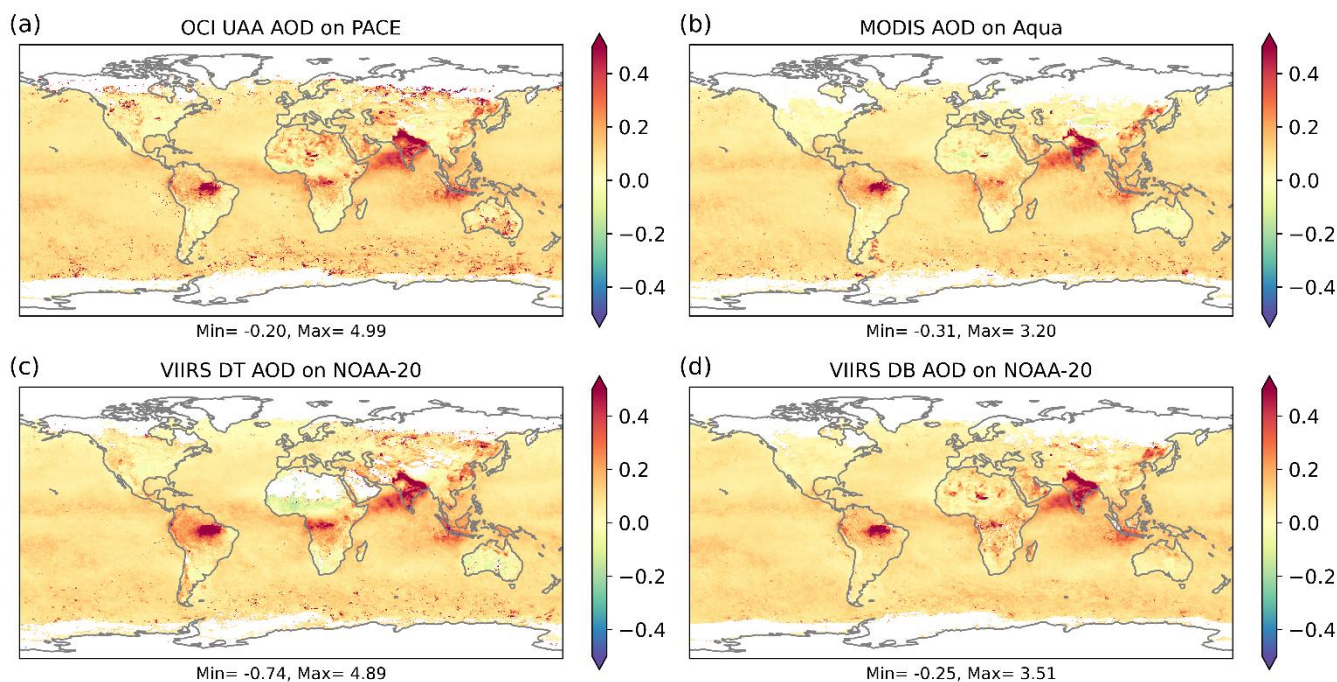 (a) OCI UAA AOD on PACE
0.4
0.2
0.0
−0.2
−0.4
Min= -0.20, Max= 4.99
(b) MODIS AOD on Aqua
0.4
0.2
0.0
−0.2
−0.4
Min= -0.31, Max= 3.20
(c) VIIRS DT AOD on NOAA-20
0.4
0.2
0.0
−0.2
−0.4
Min= -0.74, Max= 4.89
(d) VIIRS DB AOD on NOAA-20
0.4
0.2
0.0
−0.2
−0.4
Min= -0.25, Max= 3.51